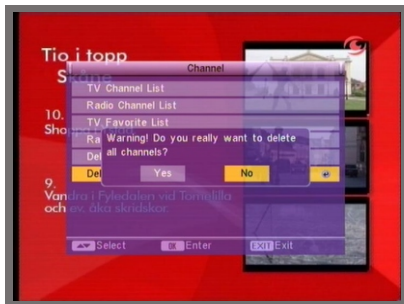 Tio i topp
Skåne
Channel
TV Channel List
Radio Channel List
10.
TV Favorite List
Sho
Ra
Warning! Do you really want to delete
all channels?
Del
Yes
No
Del
9.
Vandra i Fyledalen vid Tomelilla
och ev. åka skridskor.
Select
OK Enter
EXIT Exit